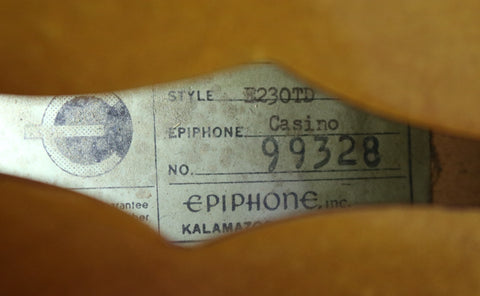 STYLE E230TD
EPIPHONE Casino
NO. 99328
EPIPHONE, inc.
KALAMAZO